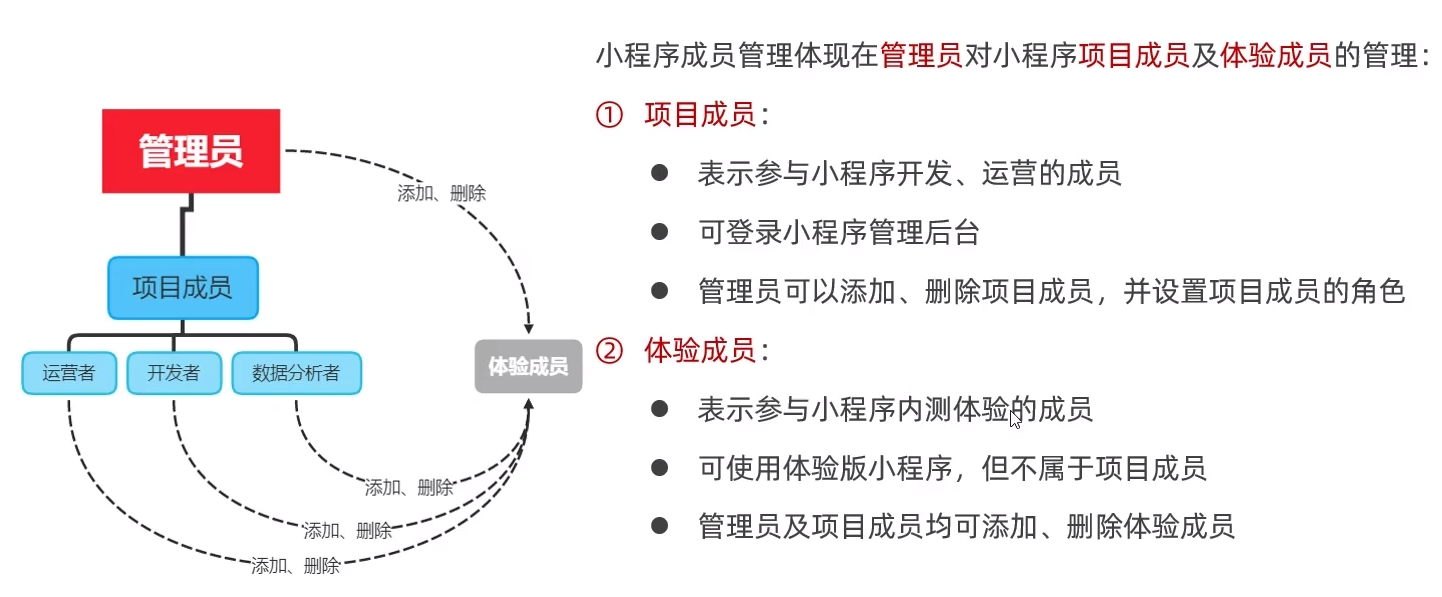 小程序成员管理体现在管理员对小程序项目成员及体验成员的管理：
① 项目成员：
● 表示参与小程序开发、运营的成员
● 可登录小程序管理后台
● 管理员可以添加、删除项目成员，并设置项目成员的角色
② 体验成员：
● 表示参与小程序内测体验的成员
● 可使用体验版小程序，但不属于项目成员
● 管理员及项目成员均可添加、删除体验成员
管理员
添加、删除
项目成员
运营者
开发者
数据分析者
体验成员
添加、删除
添加、删除
添加、删除